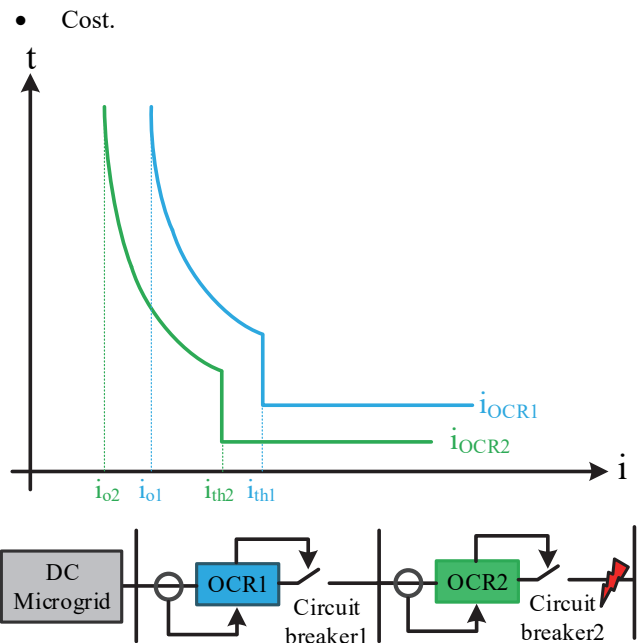 • Cost.
t
i_OCR1
i_OCR2
i
i_o2 i_o1 i_th2 i_th1
DC
Microgrid
OCR1
Circuit
breaker1
OCR2
Circuit
breaker2